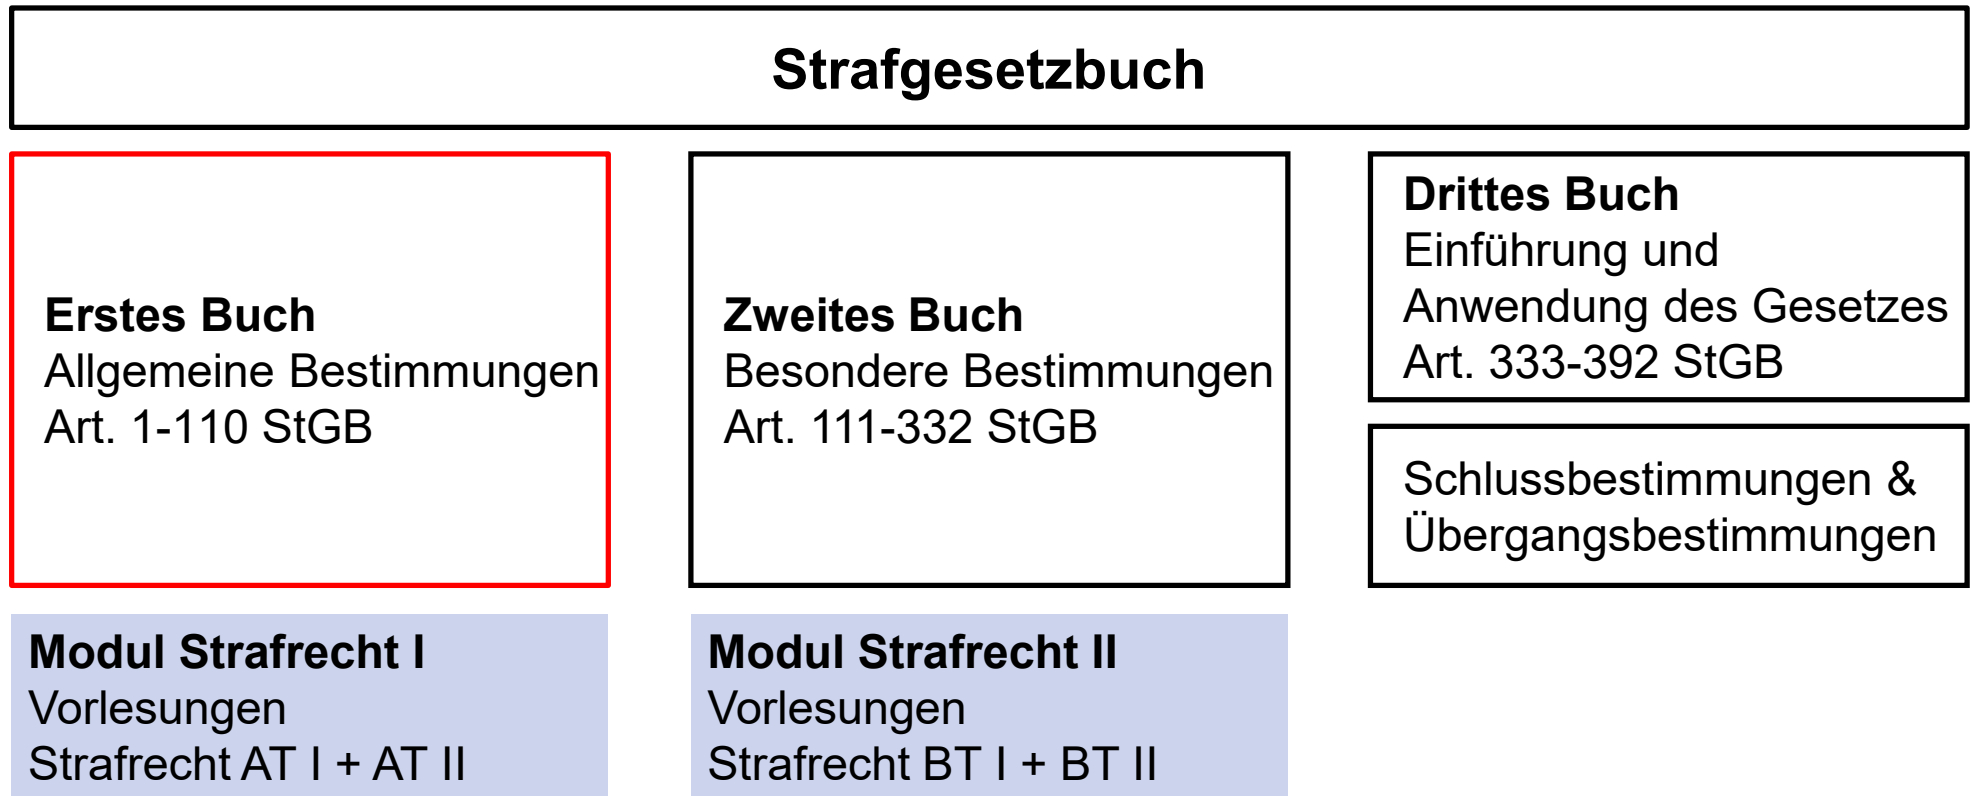 Strafgesetzbuch
Erstes Buch
Allgemeine Bestimmungen
Art. 1-110 StGB
Zweites Buch
Besondere Bestimmungen
Art. 111-332 StGB
Drittes Buch
Einführung und
Anwendung des Gesetzes
Art. 333-392 StGB
Schlussbestimmungen &
Übergangsbestimmungen
Modul Strafrecht I
Vorlesungen
Strafrecht AT I + AT II
Modul Strafrecht II
Vorlesungen
Strafrecht BT I + BT II